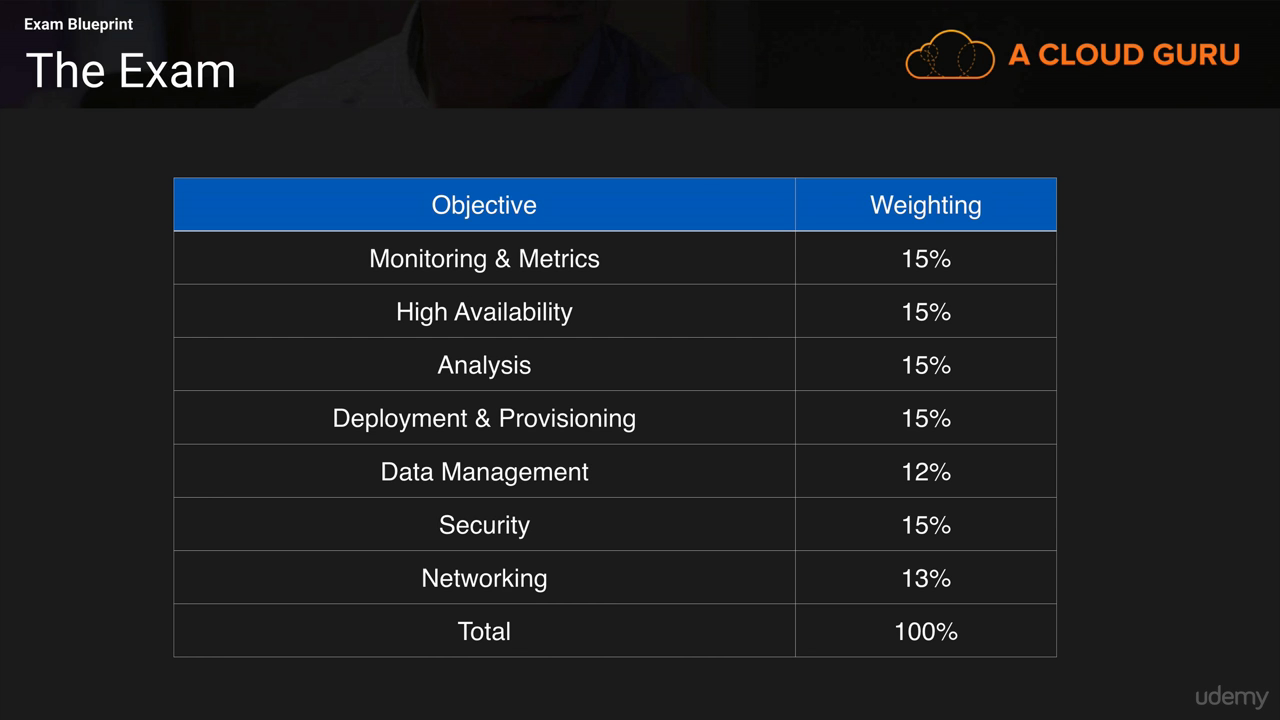 Exam Blueprint
The Exam
A CLOUD GURU
Objective Weighting
Monitoring & Metrics 15%
High Availability 15%
Analysis 15%
Deployment & Provisioning 15%
Data Management 12%
Security 15%
Networking 13%
Total 100%
udemy